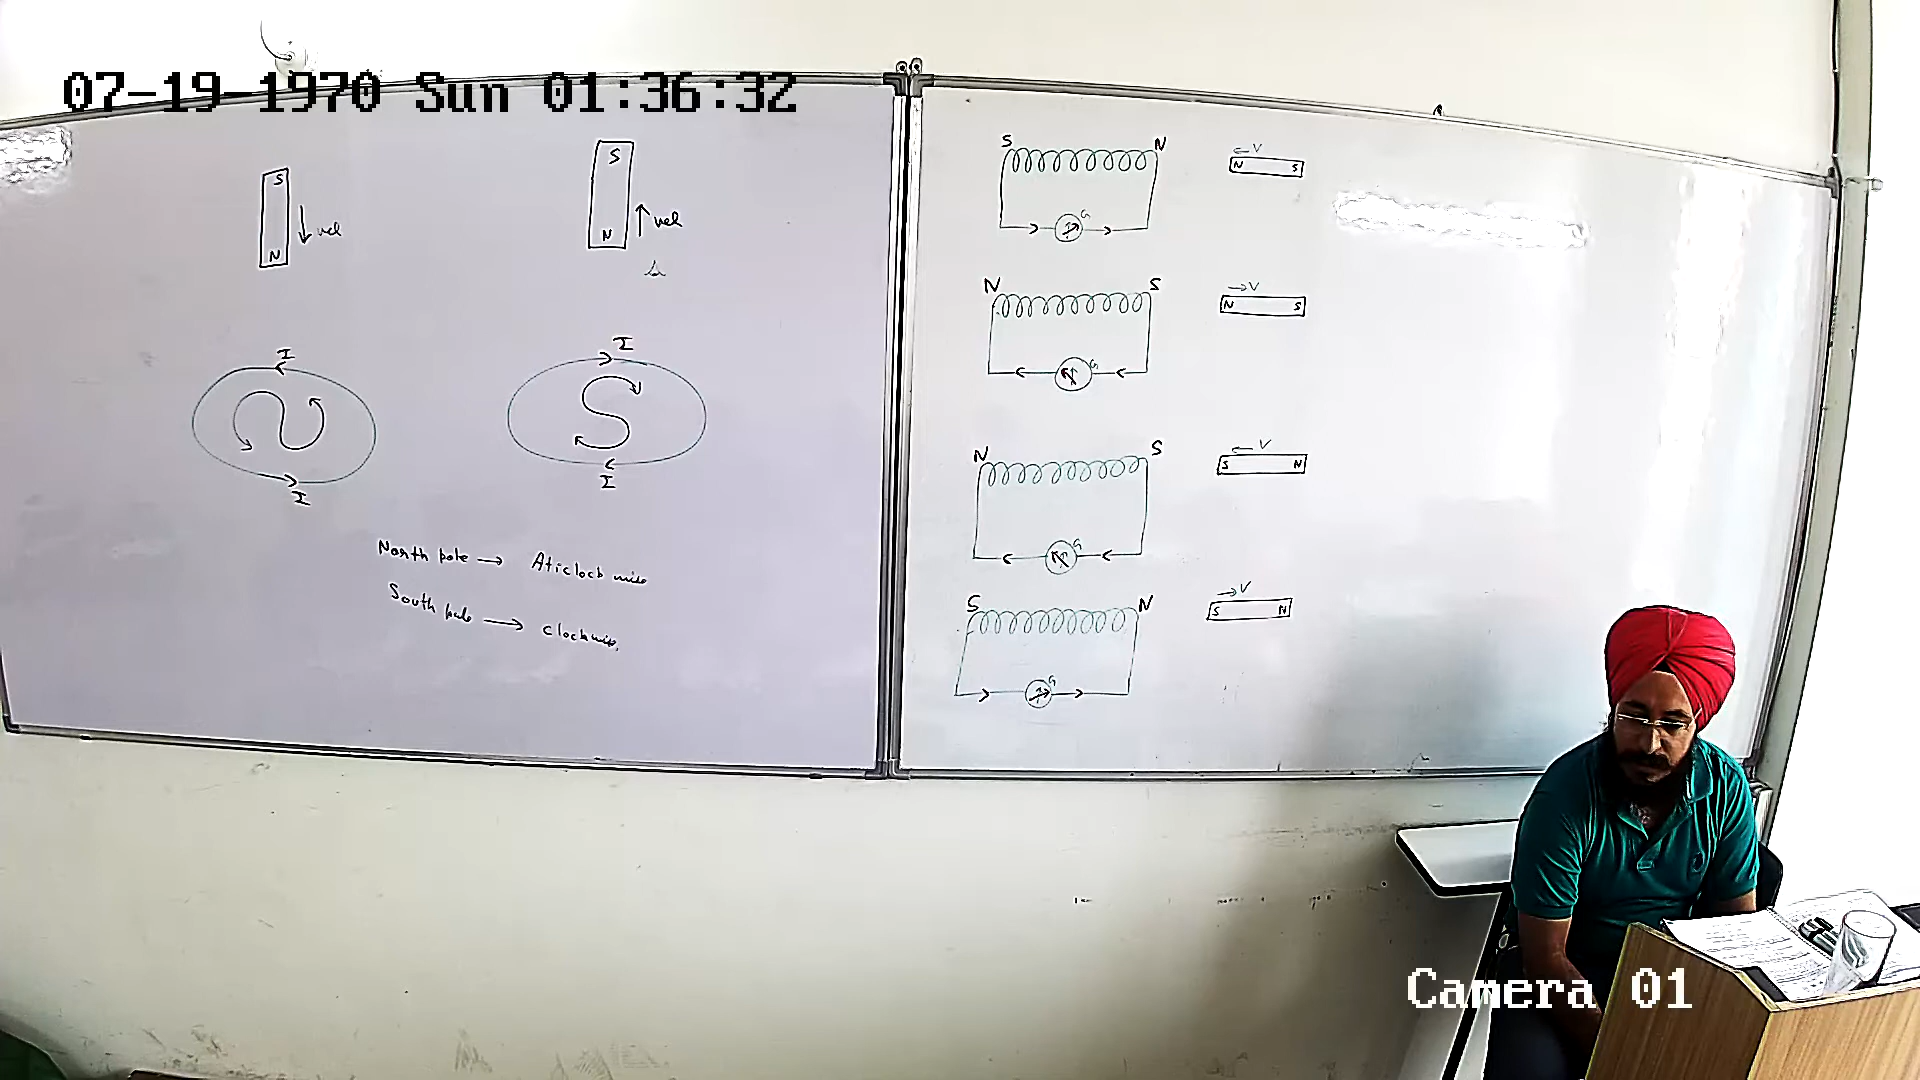 07-19-1970 Sun 01:36:32
S
N
vel
S
N
vel
I
I
I
I
North pole → Aticlock wise
South pole → clockwise,
S N
G
← V
N S
N S
G
→ V
N S
N S
G
← V
S N
S N
G
→ V
S N
Camera 01